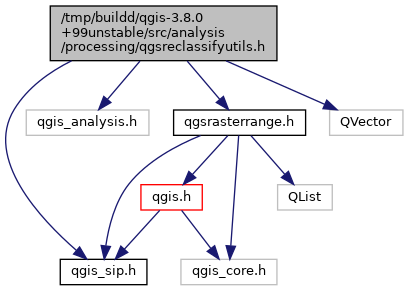 /tmp/buildd/qgis-3.8.0
+99unstable/src/analysis
/processing/qgsreclassifyutils.h
qgis_analysis.h
qgsrasterrange.h
QVector
qgis.h
QList
qgis_sip.h
qgis_core.h